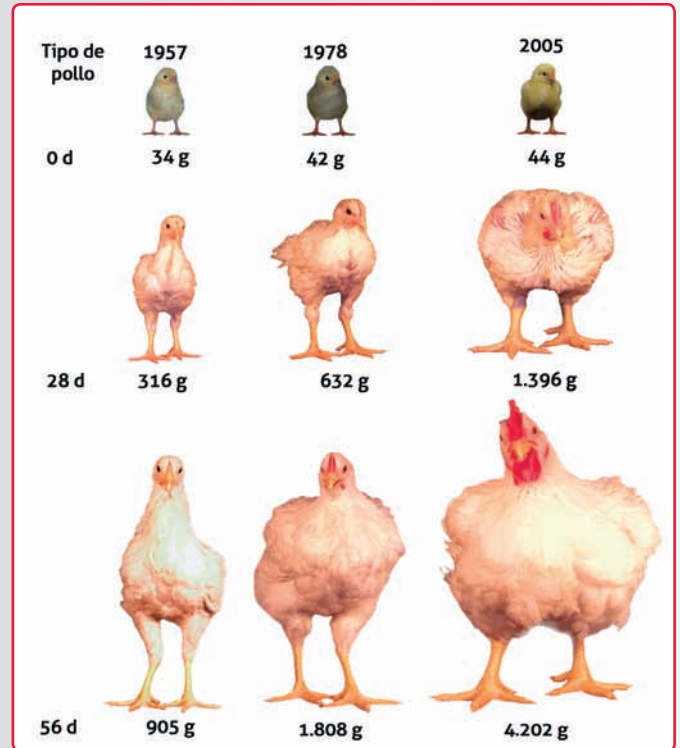 Tipo de 1957 1978 2005
pollo
0 d 34 g 42 g 44 g
28 d 316 g 632 g 1.396 g
56 d 905 g 1.808 g 4.202 g